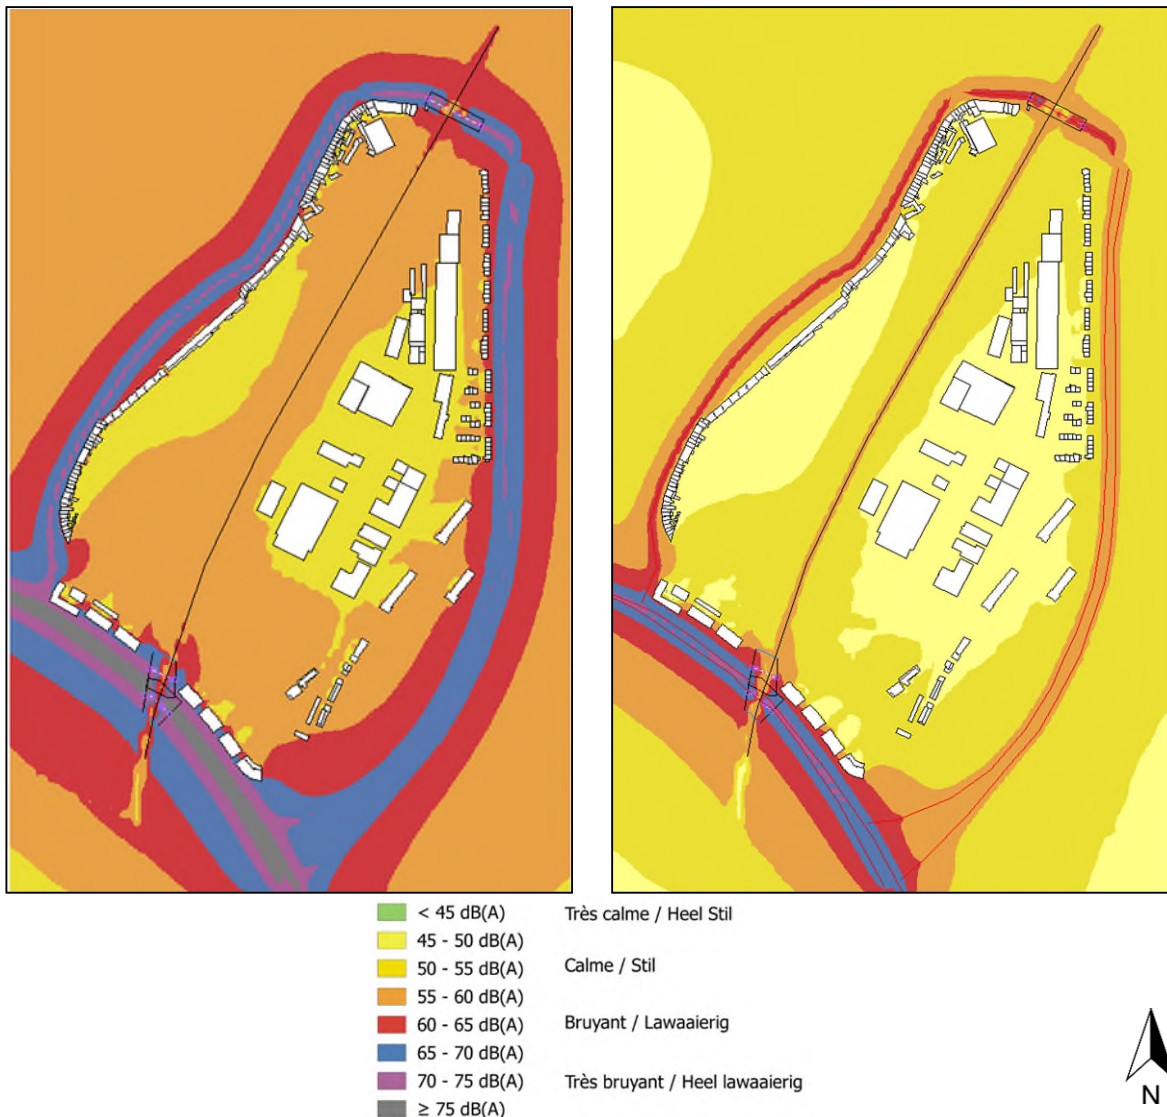 < 45 dB(A) Très calme / Heel Stil
45 - 50 dB(A)
50 - 55 dB(A) Calme / Stil
55 - 60 dB(A)
60 - 65 dB(A) Bruyant / Lawaaierig
65 - 70 dB(A)
70 - 75 dB(A) Très bruyant / Heel lawaaierig
≥ 75 dB(A)
N